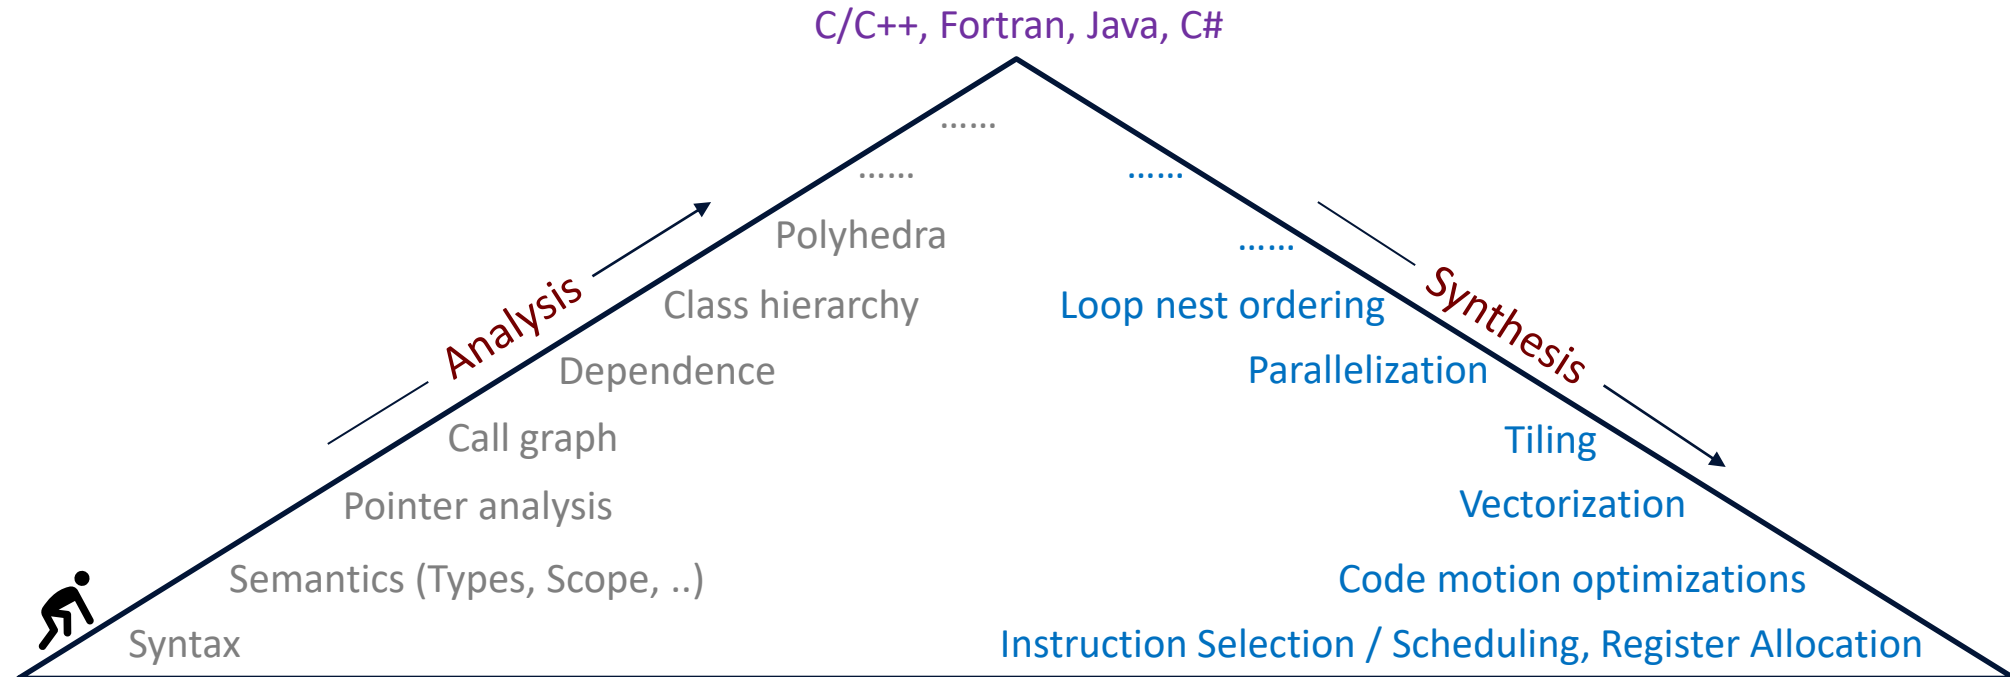 C/C++, Fortran, Java, C#
......
......
......
Polyhedra
......
Analysis
Class hierarchy
Loop nest ordering
Synthesis
Dependence
Parallelization
Call graph
Tiling
Pointer analysis
Vectorization
Semantics (Types, Scope, ..)
Code motion optimizations
Syntax
Instruction Selection / Scheduling, Register Allocation